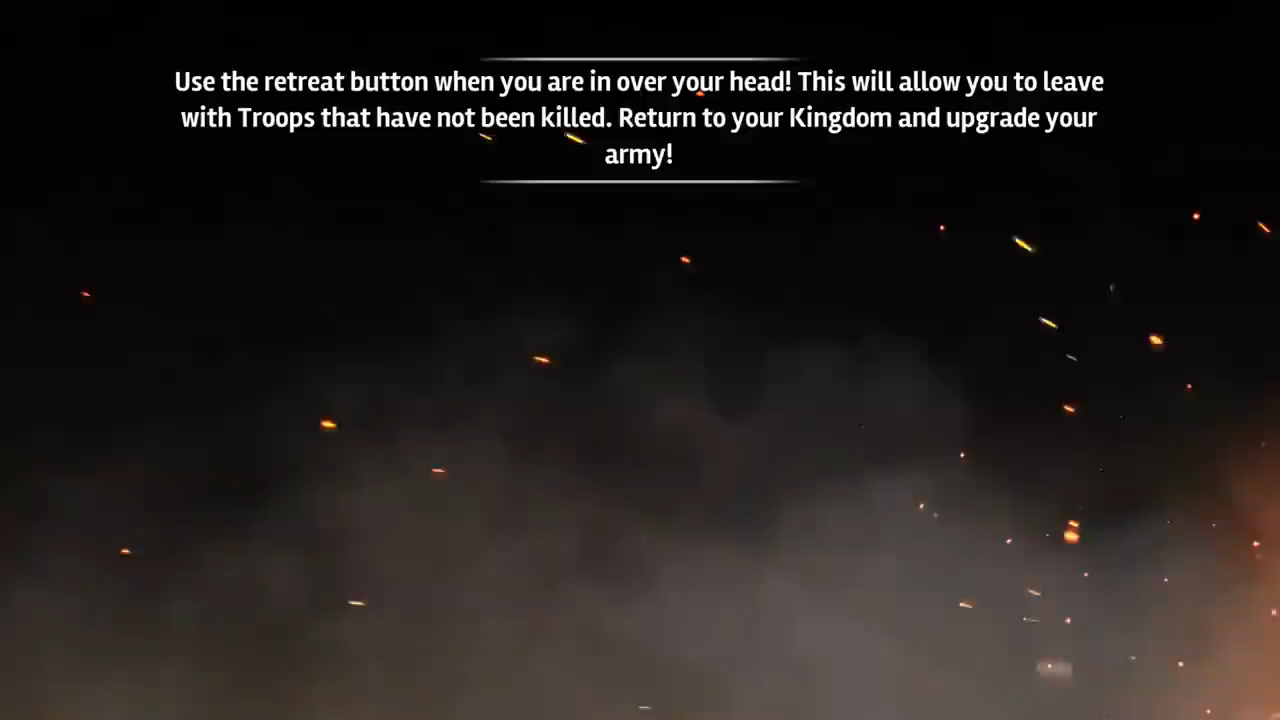 Use the retreat button when you are in over your head! This will allow you to leave
with Troops that have not been killed. Return to your Kingdom and upgrade your
army!